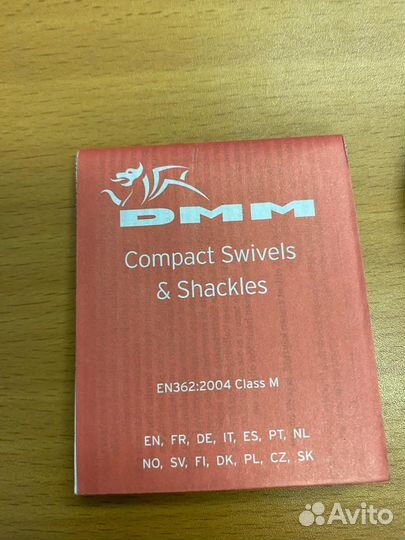 DMM
Compact Swivels
& Shackles
EN362:2004 Class M
EN, FR, DE, IT, ES, PT, NL
NO, SV, FI, DK, PL, CZ, SK
Avito